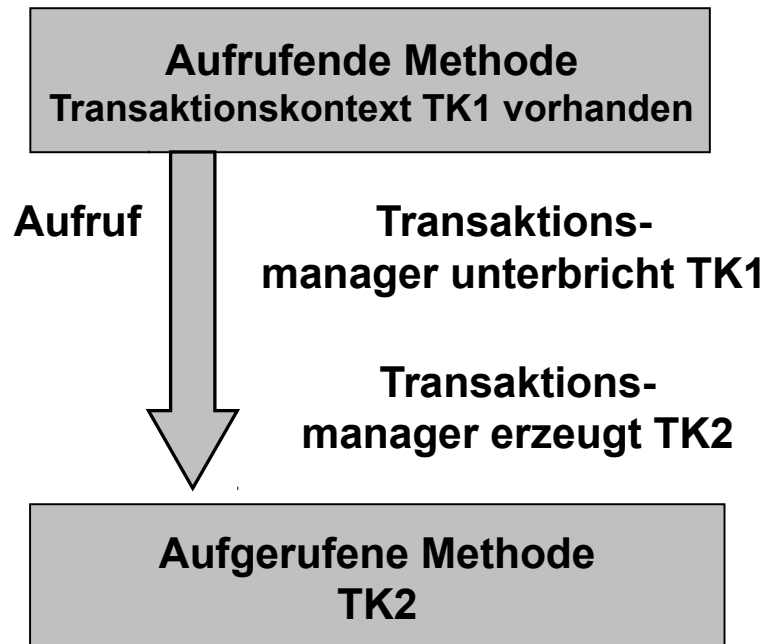 Aufrufende Methode
Transaktionskontext TK1 vorhanden
Aufruf
Transaktions-
manager unterbricht TK1
Transaktions-
manager erzeugt TK2
Aufgerufene Methode
TK2